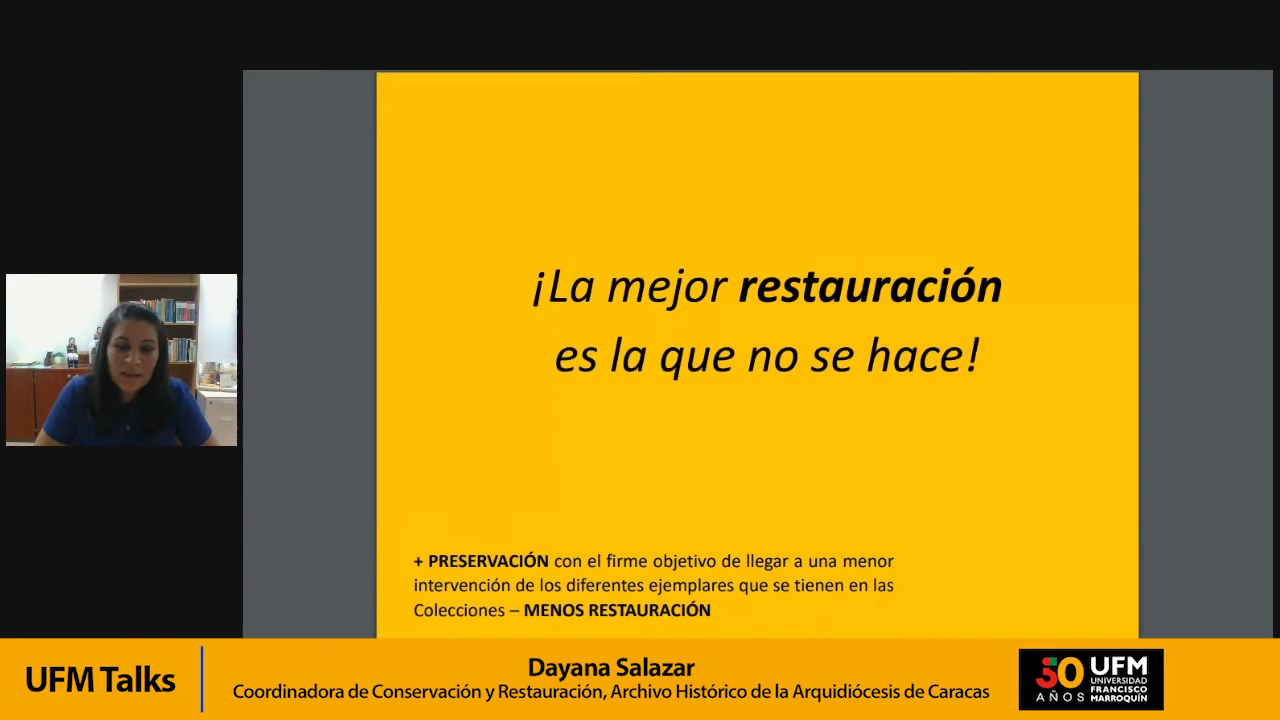 ¡La mejor restauración
es la que no se hace!
+ PRESERVACIÓN con el firme objetivo de llegar a una menor
intervención de los diferentes ejemplares que se tienen en las
Colecciones – MENOS RESTAURACIÓN
UFM Talks
Dayana Salazar
Coordinadora de Conservación y Restauración, Archivo Histórico de la Arquidiócesis de Caracas
50
AÑOS
UFM
UNIVERSIDAD
FRANCISCO
MARROQUÍN